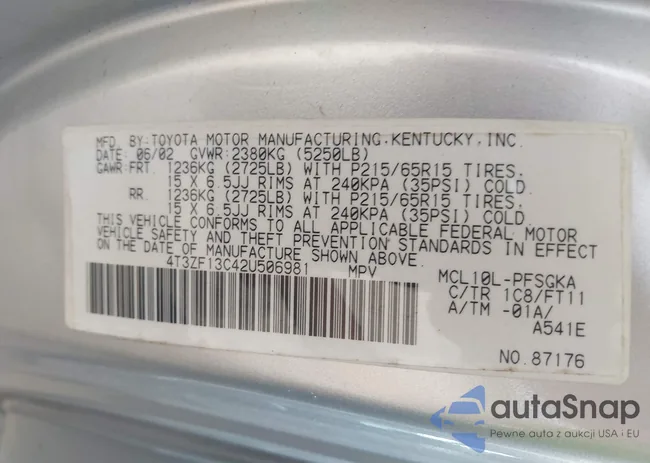 MFD. BY:TOYOTA MOTOR MANUFACTURING,KENTUCKY,INC.
DATE: 06/02 GVWR:2380KG (5250LB)
GAWR:FRT. 1236KG (2725LB) WITH P215/65R15 TIRES.
15 X 6.5JJ RIMS AT 240KPA (35PSI) COLD.
RR. 1236KG (2725LB) WITH P215/65R15 TIRES.
15 X 6.5JJ RIMS AT 240KPA (35PSI) COLD.
THIS VEHICLE CONFORMS TO ALL APPLICABLE FEDERAL MOTOR
VEHICLE SAFETY AND THEFT PREVENTION STANDARDS IN EFFECT
ON THE DATE OF MANUFACTURE SHOWN ABOVE.
4T3ZF13C42U506981 MPV
MCL10L-PFSGKA
C/TR 1C8/FT11
A/TM -01A/
A541E
NO.87176
autoSnap
Pewne auta z aukcji USA i EU